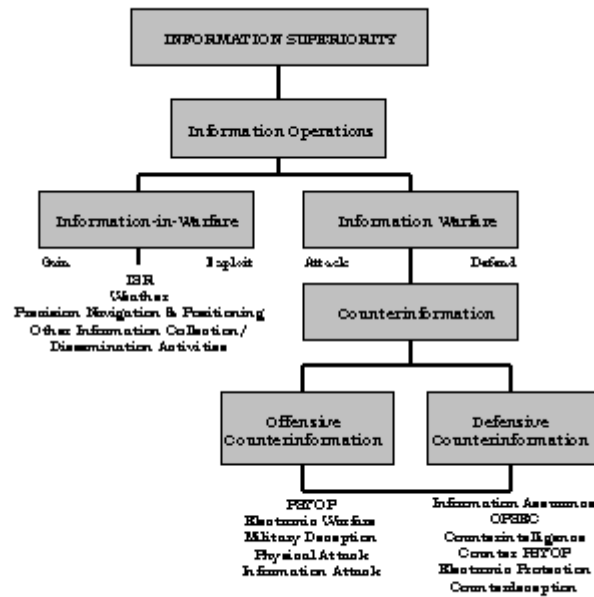 INFORMATION SUPERIORITY
Information Operations
Information-in-Warfare
Information Warfare
Gain
Exploit
Attack
Defend
ISR
Weather
Precision Navigation & Positioning
Other Information Collection/
Dissemination Activities
Counterinformation
Offensive
Counterinformation
Defensive
Counterinformation
PSYOP
Electronic Warfare
Military Deception
Physical Attack
Information Attack
Information Assurance
OPSEC
Counterintelligence
Counter PSYOP
Electronic Protection
Counterdeception